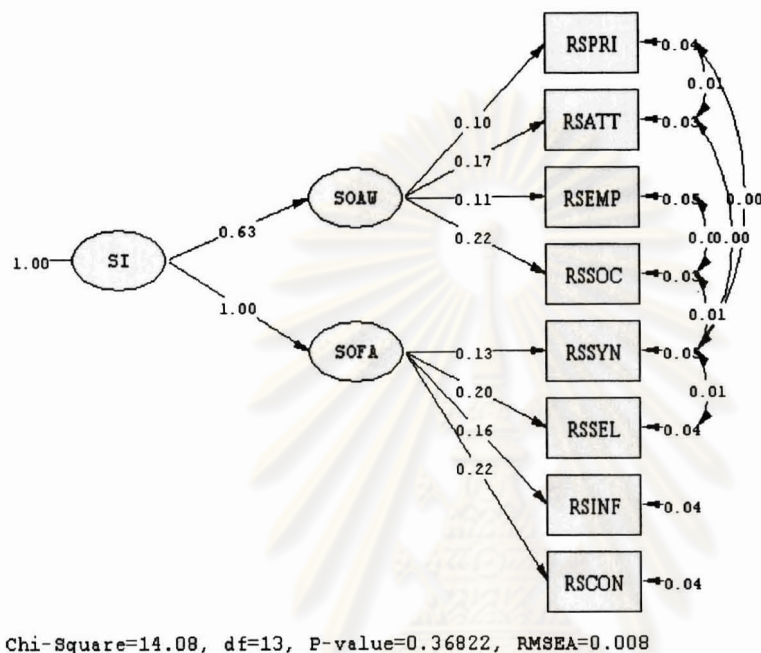 RSPRI 0.04
0.01
0.10 RSATT 0.03
0.17
SOAW 0.11 RSEMP 0.05 0.00
0.63 0.22 0.00 0.00
1.00 SI RSSOC 0.03
1.00 0.01
SOFA 0.13 RSSYN 0.05
0.20 0.01
0.16 RSSEL 0.04
0.22
RSINF 0.04
RSCON 0.04
Chi-Square=14.08, df=13, P-value=0.36822, RMSEA=0.008